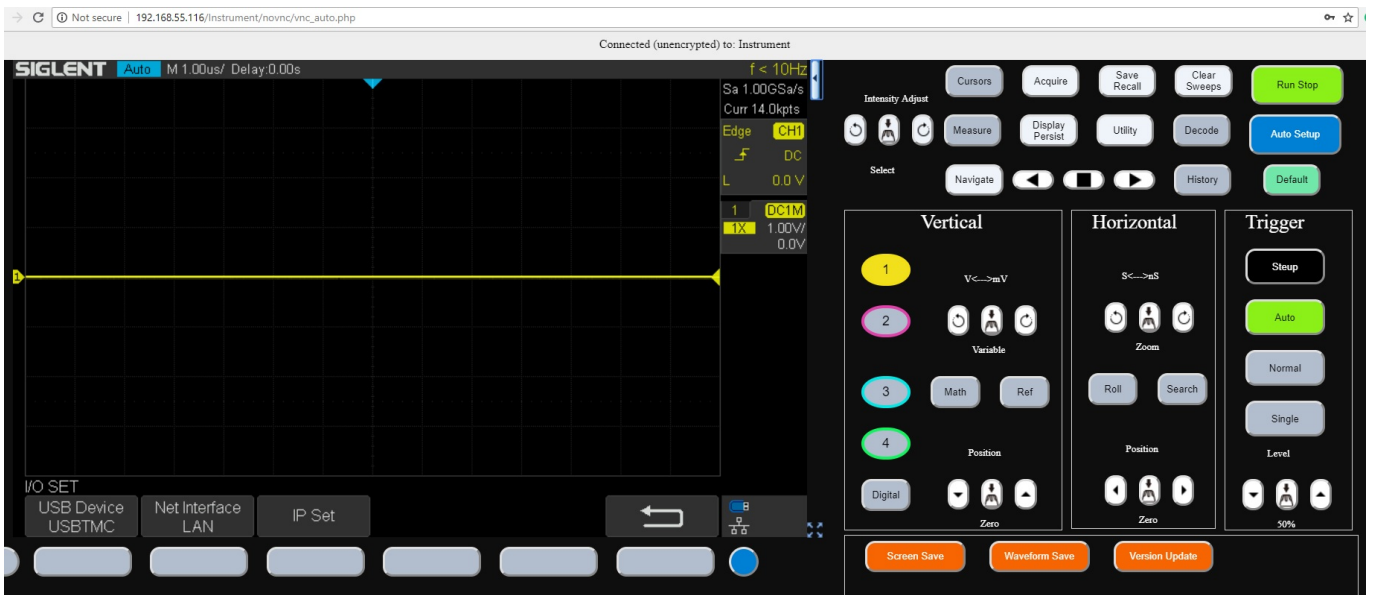 Not secure | 192.168.55.116/Instrument/novnc/vnc_auto.php
Connected (unencrypted) to: Instrument
SIGLENT Auto M 1.00us/ Delay:0.00s f < 10Hz
Sa 1.00GSa/s
Curr 14.0kpts
Edge CH1
DC
L 0.0 V
1 DC1M
1X 1.00V/
0.0V
1
I/O SET
USB Device
USBTMC
Net Interface
LAN
IP Set
Intensity Adjust
Select
Cursors
Acquire
Save
Recall
Clear
Sweeps
Run Stop
Measure
Display
Persist
Utility
Decode
Auto Setup
Navigate
History
Default
Vertical
1
V<--->mV
2
Variable
3
Math
Ref
4
Position
Digital
Zero
Horizontal
S<--->nS
Zoom
Roll
Search
Position
Zero
Trigger
Steup
Auto
Normal
Single
Level
50%
Screen Save
Waveform Save
Version Update